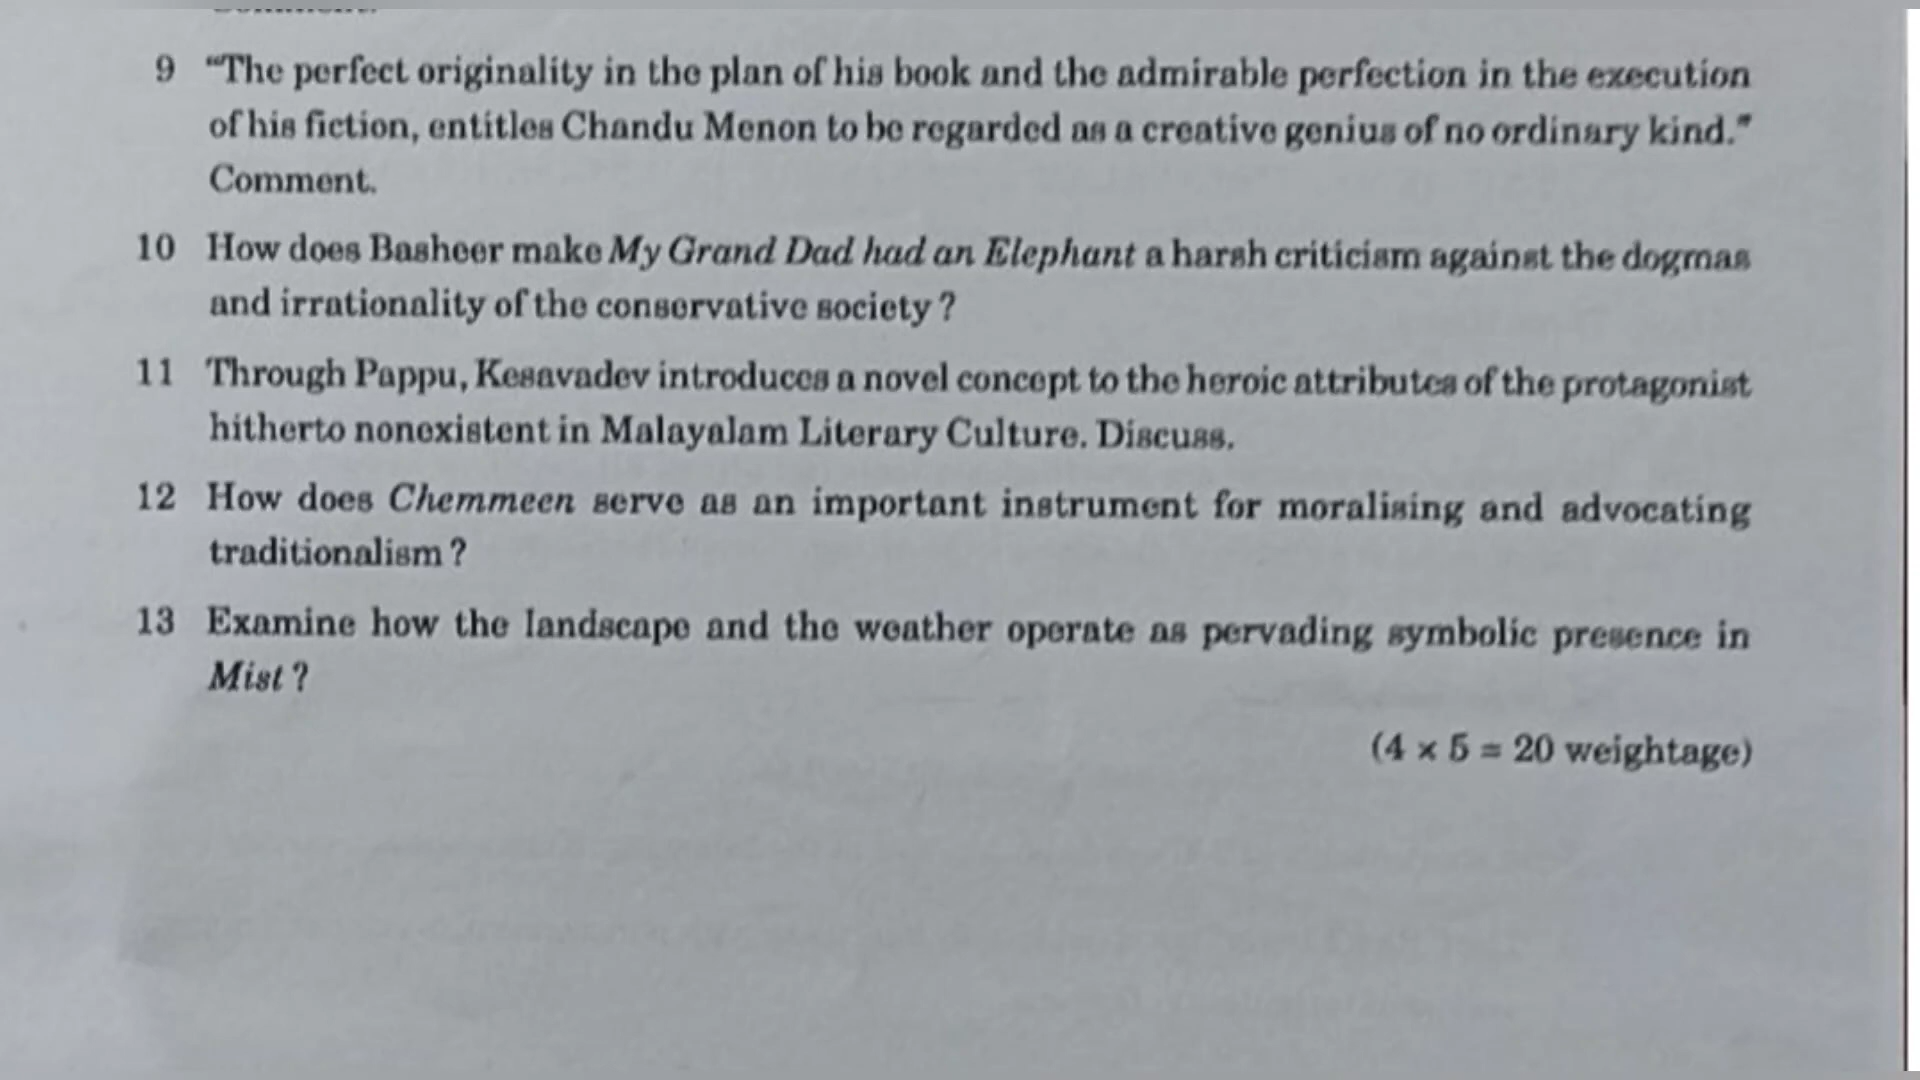 9 "The perfect originality in the plan of his book and the admirable perfection in the execution
of his fiction, entitles Chandu Menon to be regarded as a creative genius of no ordinary kind."
Comment.
10 How does Basheer make My Grand Dad had an Elephant a harsh criticism against the dogmas
and irrationality of the conservative society ?
11 Through Pappu, Kesavadev introduces a novel concept to the heroic attributes of the protagonist
hitherto nonexistent in Malayalam Literary Culture. Discuss.
12 How does Chemmeen serve as an important instrument for moralising and advocating
traditionalism ?
13 Examine how the landscape and the weather operate as pervading symbolic presence in
Mist ?
(4 × 5 = 20 weightage)